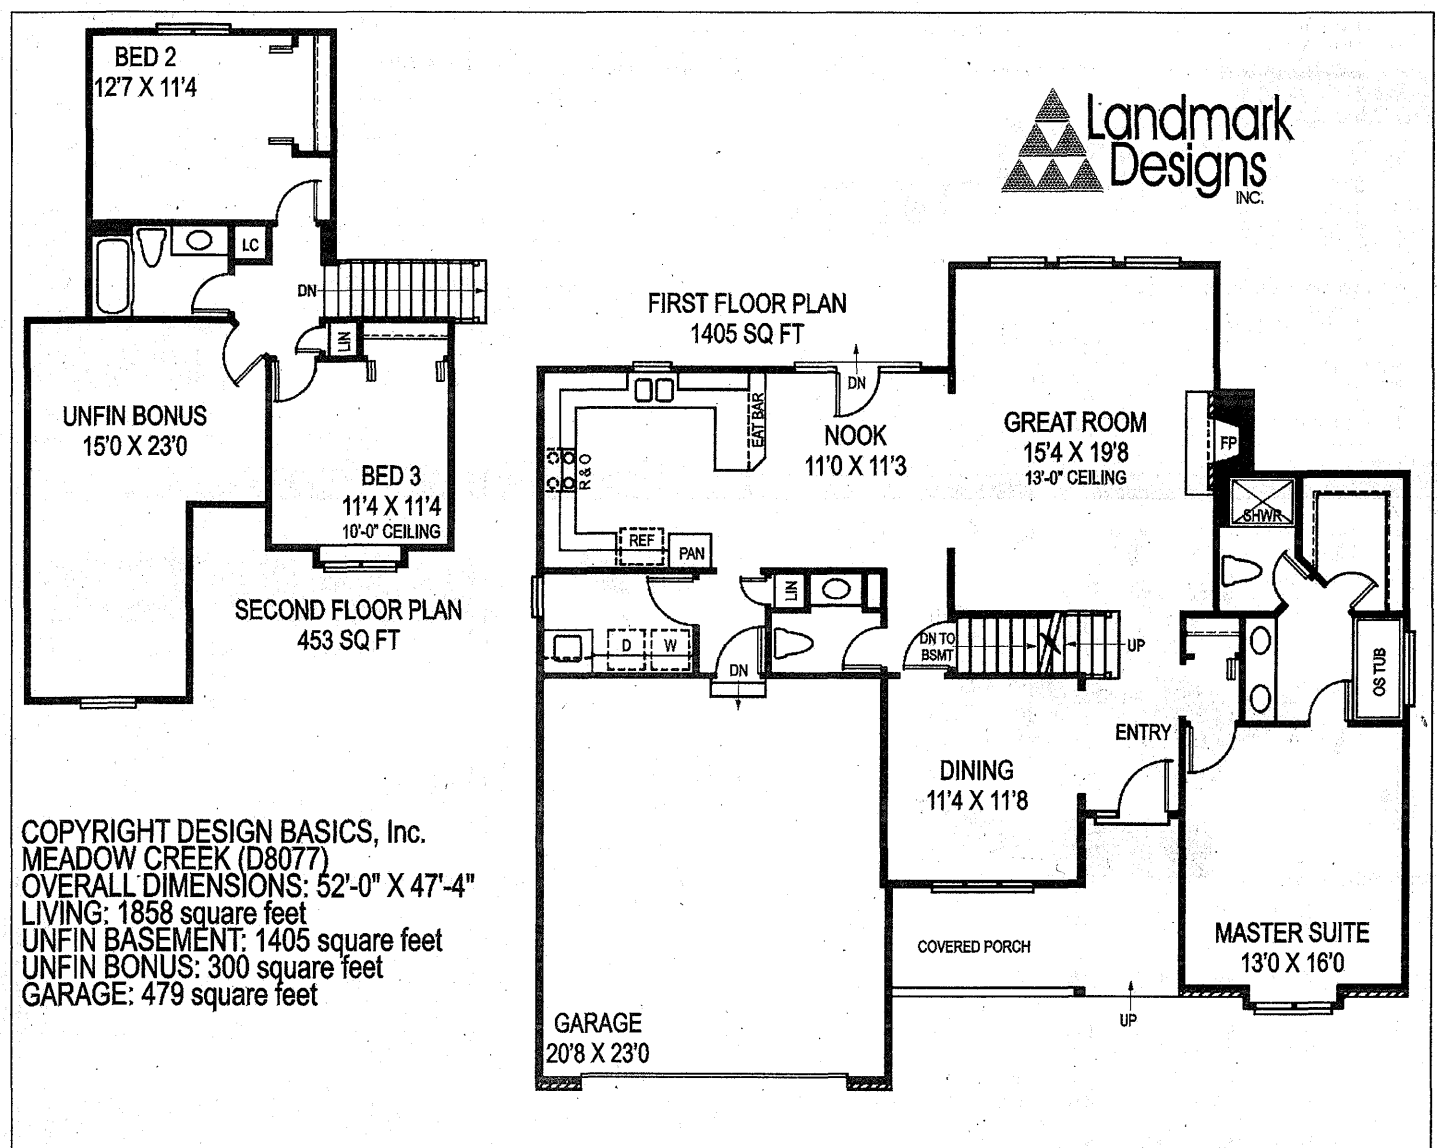 BED 2
12'7 X 11'4
LC
DN
LIN
UNFIN BONUS
15'0 X 23'0
BED 3
11'4 X 11'4
10'-0" CEILING
SECOND FLOOR PLAN
453 SQ FT
Landmark
Designs
INC.
FIRST FLOOR PLAN
1405 SQ FT
DN
EAT BAR
NOOK
11'0 X 11'3
GREAT ROOM
15'4 X 19'8
13'-0" CEILING
FP
R & O
REF
PAN
SHWR
LIN
D
W
DN
DN TO
BSMT
UP
OS TUB
ENTRY
DINING
11'4 X 11'8
COVERED PORCH
UP
MASTER SUITE
13'0 X 16'0
GARAGE
20'8 X 23'0
COPYRIGHT DESIGN BASICS, Inc.
MEADOW CREEK (D8077)
OVERALL DIMENSIONS: 52'-0" X 47'-4"
LIVING: 1858 square feet
UNFIN BASEMENT: 1405 square feet
UNFIN BONUS: 300 square feet
GARAGE: 479 square feet